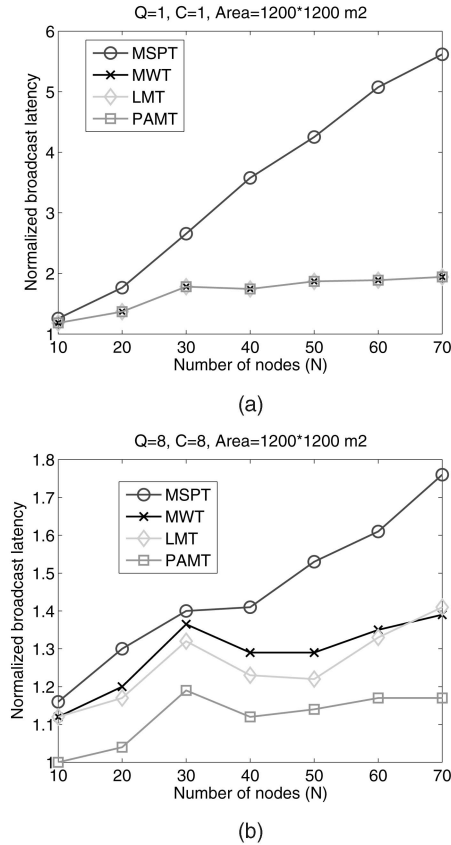 Q=1, C=1, Area=1200*1200 m2
6
5
4
3
2
1
Normalized broadcast latency
MSPT
MWT
LMT
PAMT
10 20 30 40 50 60 70
Number of nodes (N)
(a)
Q=8, C=8, Area=1200*1200 m2
1.8
1.7
1.6
1.5
1.4
1.3
1.2
1.1
1
Normalized broadcast latency
MSPT
MWT
LMT
PAMT
10 20 30 40 50 60 70
Number of nodes (N)
(b)